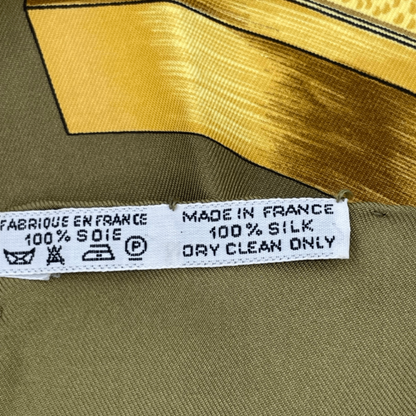 FABRIQUE EN FRANCE
100% SOIE
P
MADE IN FRANCE
100% SILK
DRY CLEAN ONLY